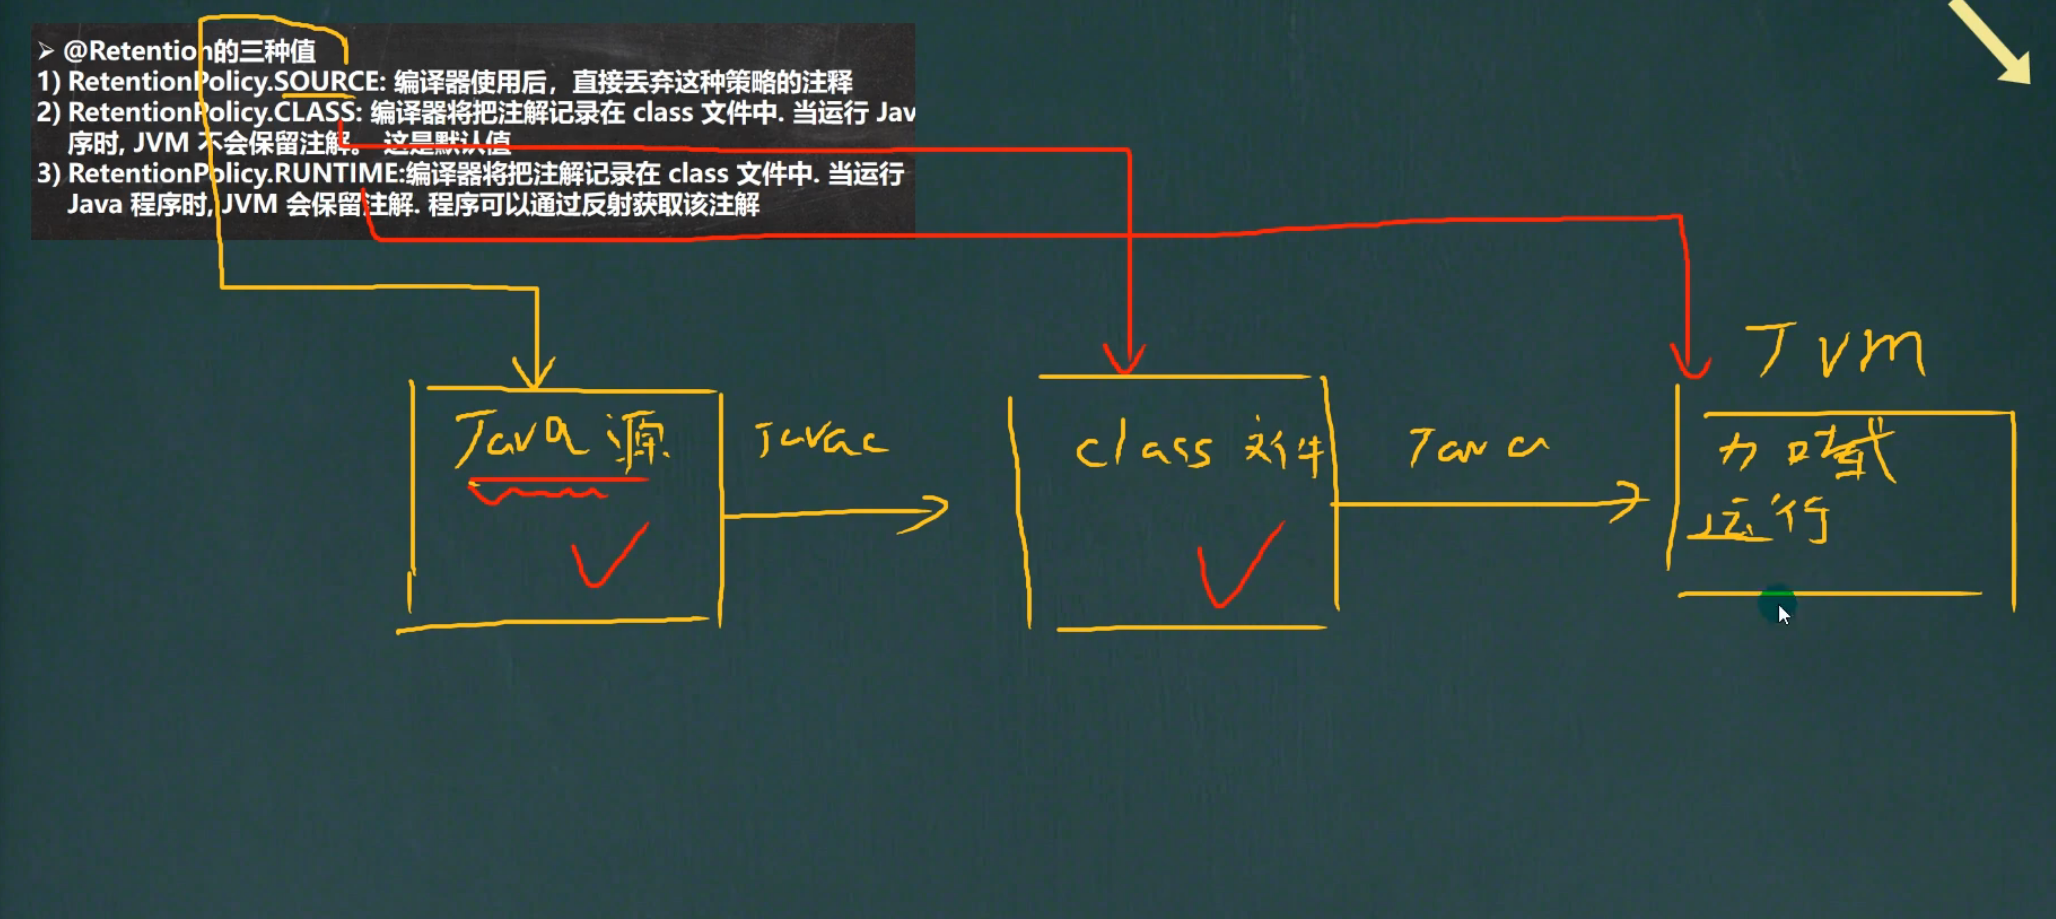 ➢ @Retention的三种值
1) RetentionPolicy.SOURCE: 编译器使用后，直接丢弃这种策略的注释
2) RetentionPolicy.CLASS: 编译器将把注解记录在 class 文件中. 当运行 Jav
序时, JVM 不会保留注解。 这是默认值
3) RetentionPolicy.RUNTIME:编译器将把注解记录在 class 文件中. 当运行
Java 程序时, JVM 会保留注解. 程序可以通过反射获取该注解
Java 源
Javac
class 文件
Java
JVM
加载
运行